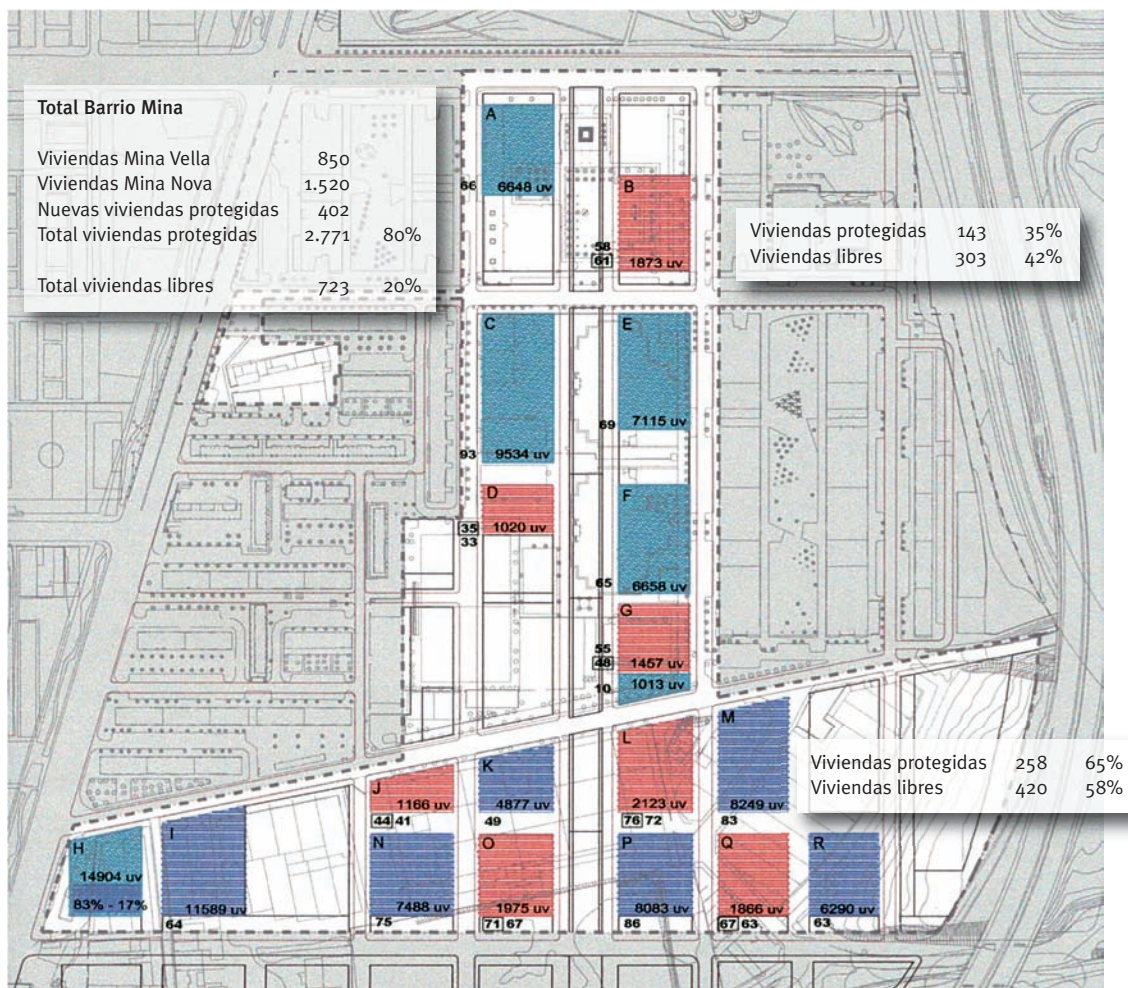 Total Barrio Mina
Viviendas Mina Vella 850
Viviendas Mina Nova 1.520
Nuevas viviendas protegidas 402
Total viviendas protegidas 2.771 80%
Total viviendas libres 723 20%
A
66
6648 uv
B
58
61
1873 uv
Viviendas protegidas 143 35%
Viviendas libres 303 42%
C
93
9534 uv
E
69
7115 uv
D
35
1020 uv
33
F
65
6658 uv
G
55
48
1457 uv
10
1013 uv
Viviendas protegidas 258 65%
Viviendas libres 420 58%
H
14904 uv
83% - 17%
I
11589 uv
64
J
1166 uv
44 41
K
4877 uv
49
L
2123 uv
76 72
M
8249 uv
83
N
7488 uv
75
O
1975 uv
71 67
P
8083 uv
86
Q
1866 uv
67 63
R
6290 uv
63